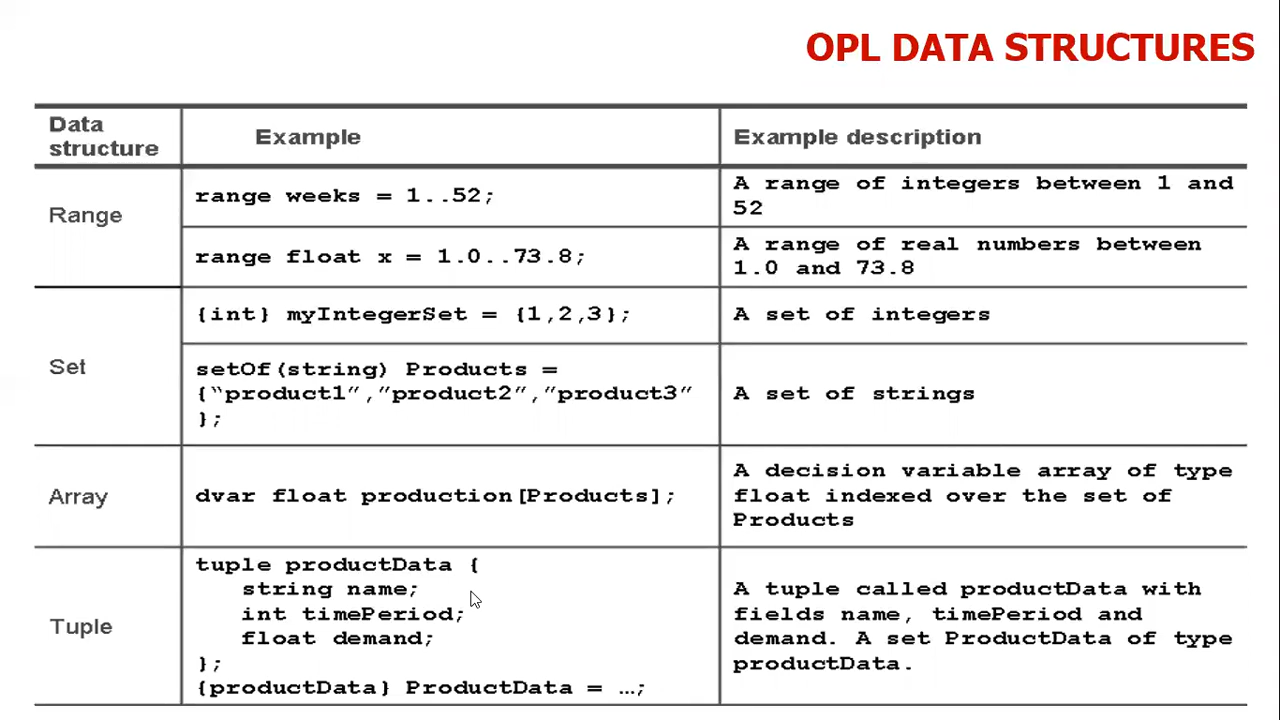 OPL DATA STRUCTURES
Data
structure
Example
Example description
Range
range weeks = 1..52;
A range of integers between 1 and
52
range float x = 1.0..73.8;
A range of real numbers between
1.0 and 73.8
Set
{int} myIntegerSet = {1,2,3};
A set of integers
setOf(string) Products =
{“product1”,”product2”,”product3”
};
A set of strings
Array
dvar float production[Products];
A decision variable array of type
float indexed over the set of
Products
Tuple
tuple productData {
string name;
int timePeriod;
float demand;
};
{productData} ProductData = …;
A tuple called productData with
fields name, timePeriod and
demand. A set ProductData of type
productData.